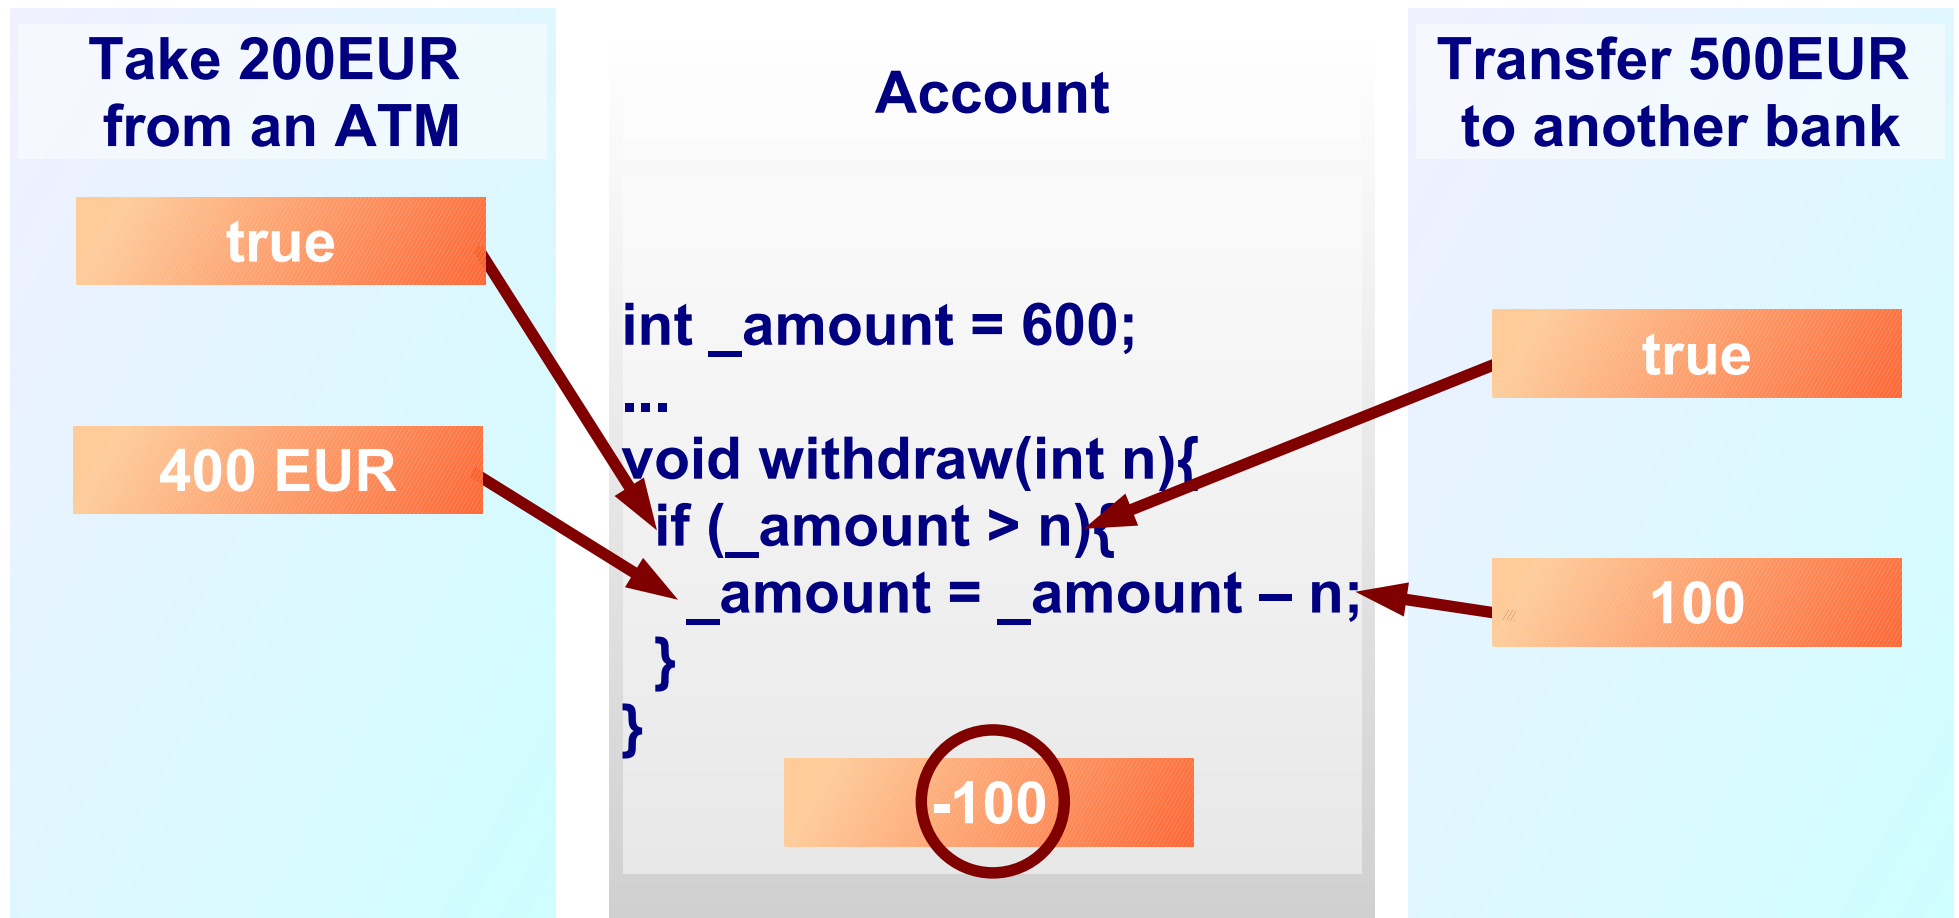 Take 200EUR
from an ATM
true
400 EUR
Account
int _amount = 600;
...
void withdraw(int n){
if (_amount > n){
_amount = _amount – n;
}
}
-100
Transfer 500EUR
to another bank
true
100